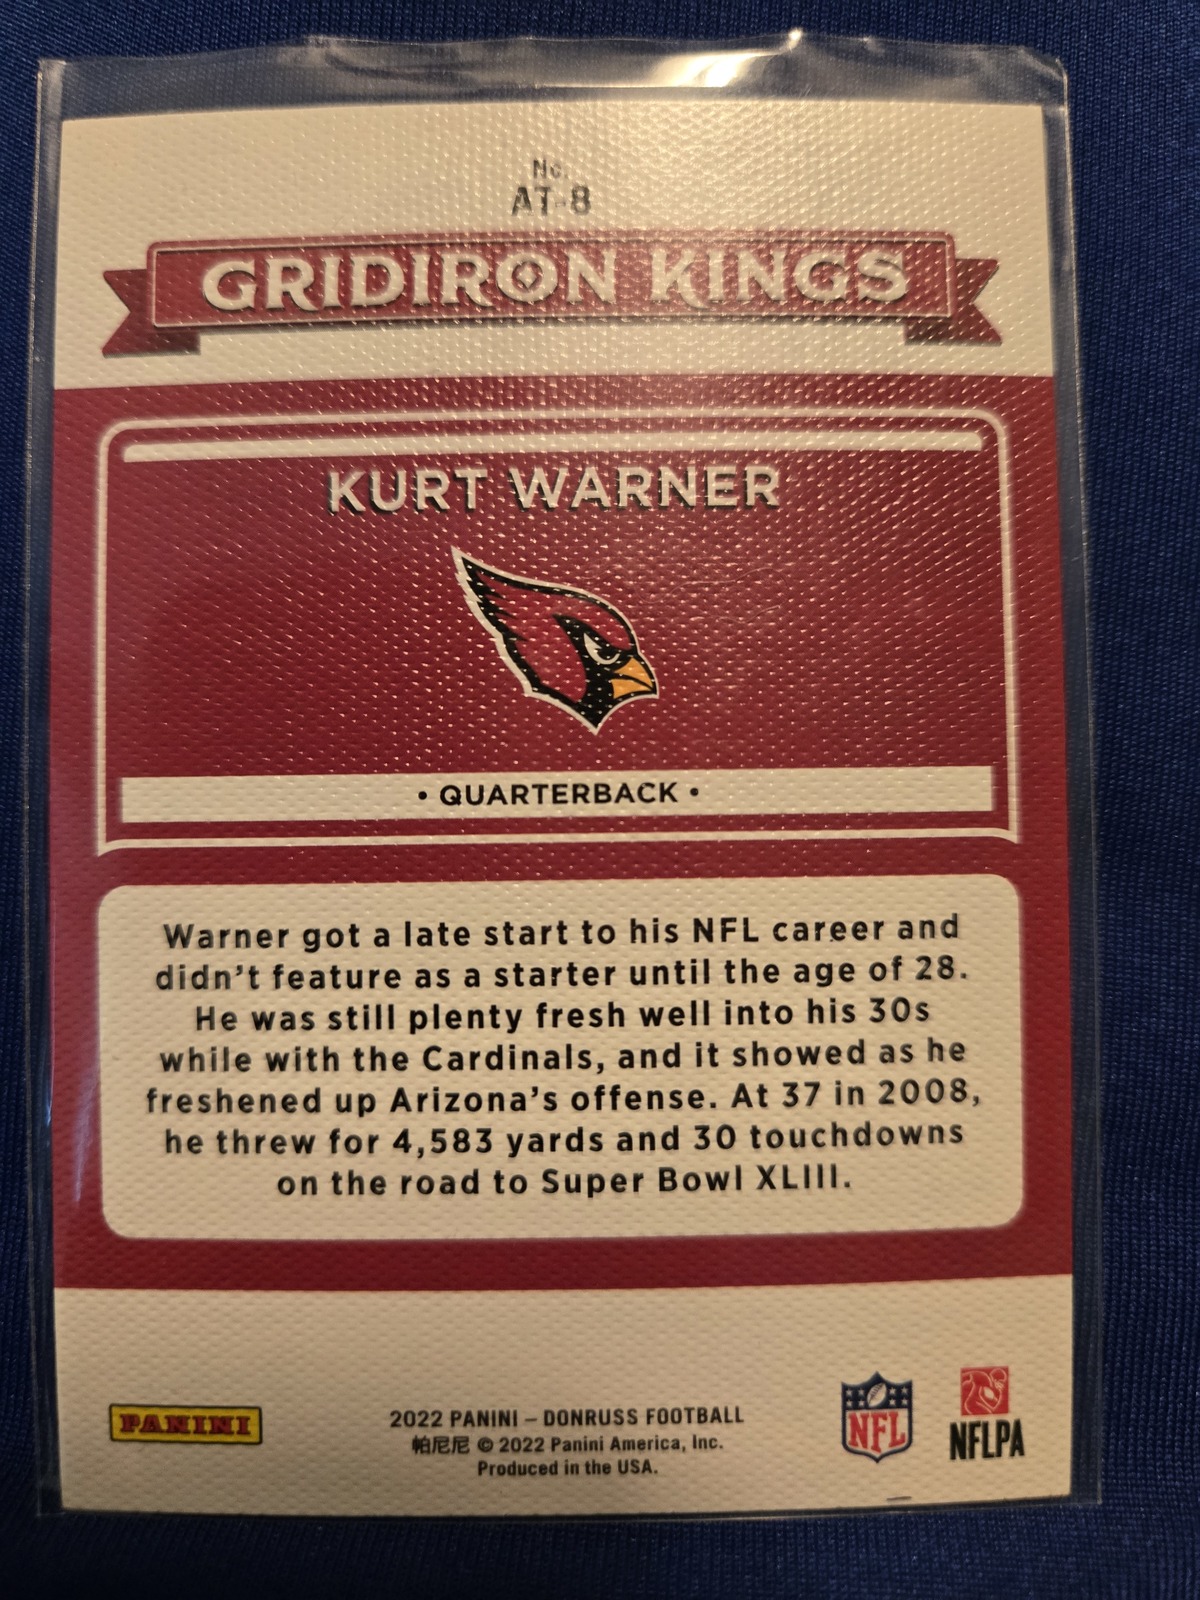 No.
AT-8
GRIDIRON KINGS
KURT WARNER
• QUARTERBACK •
Warner got a late start to his NFL career and
didn't feature as a starter until the age of 28.
He was still plenty fresh well into his 30s
while with the Cardinals, and it showed as he
freshened up Arizona's offense. At 37 in 2008,
he threw for 4,583 yards and 30 touchdowns
on the road to Super Bowl XLIII.
PANINI
2022 PANINI – DONRUSS FOOTBALL
帕尼尼 © 2022 Panini America, Inc.
Produced in the USA.
NFL
NFLPA